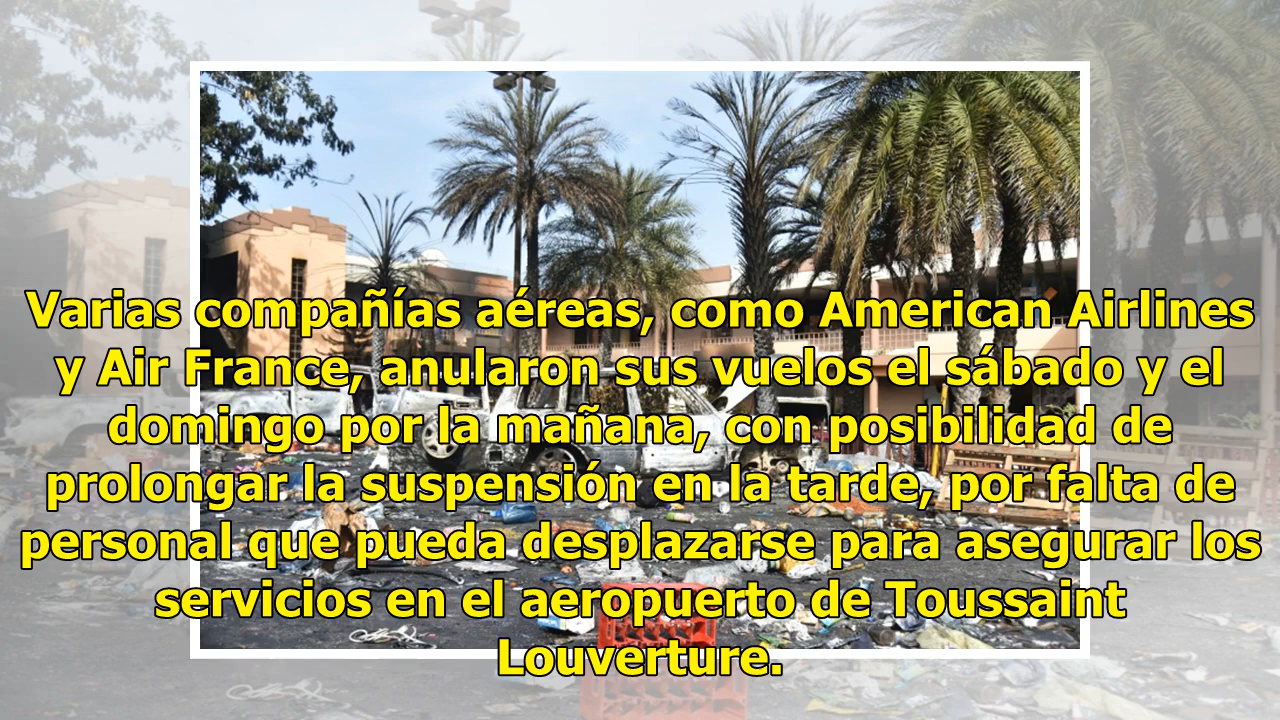 Varias compañías aéreas, como American Airlines
y Air France, anularon sus vuelos el sábado y el
domingo por la mañana, con posibilidad de
prolongar la suspensión en la tarde, por falta de
personal que pueda desplazarse para asegurar los
servicios en el aeropuerto de Toussaint
Louverture.